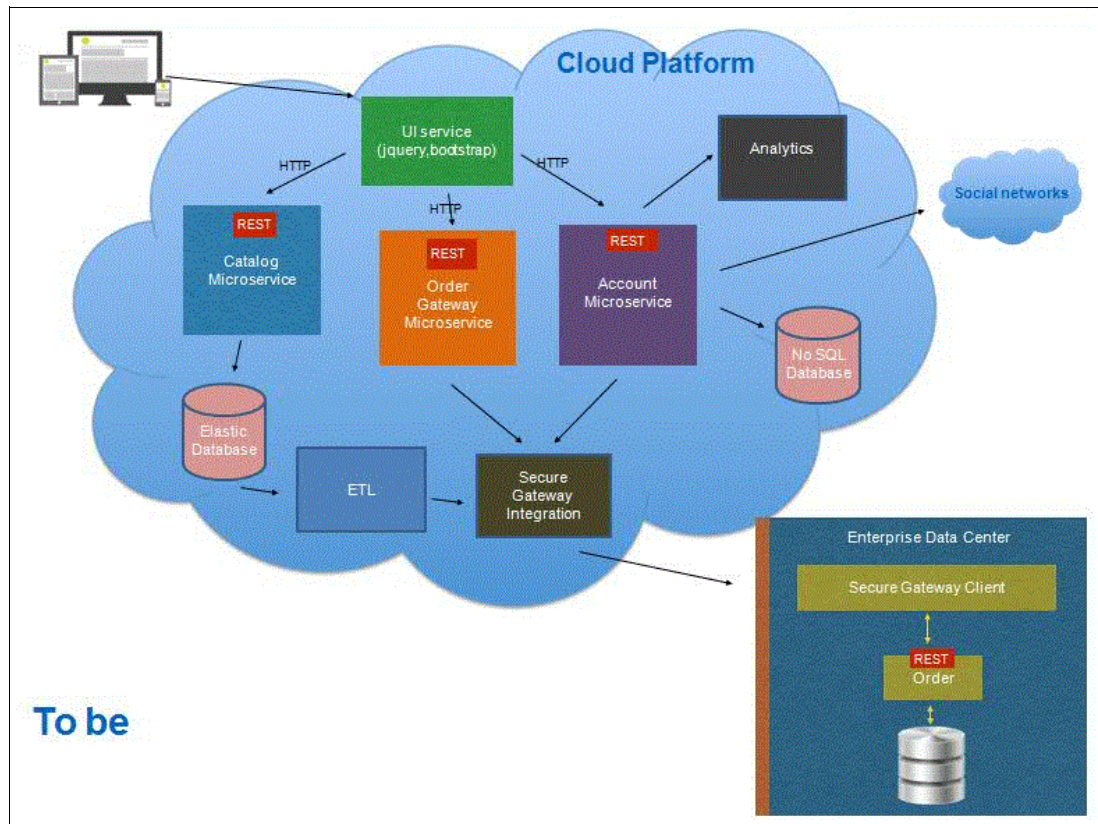 Cloud Platform
UI service
(jquery,bootstrap)
Analytics
HTTP
HTTP
HTTP
Social networks
REST
Catalog
Microservice
REST
Order
Gateway
Microservice
REST
Account
Microservice
No SQL
Database
Elastic
Database
ETL
Secure
Gateway
Integration
Enterprise Data Center
Secure Gateway Client
REST
Order
To be